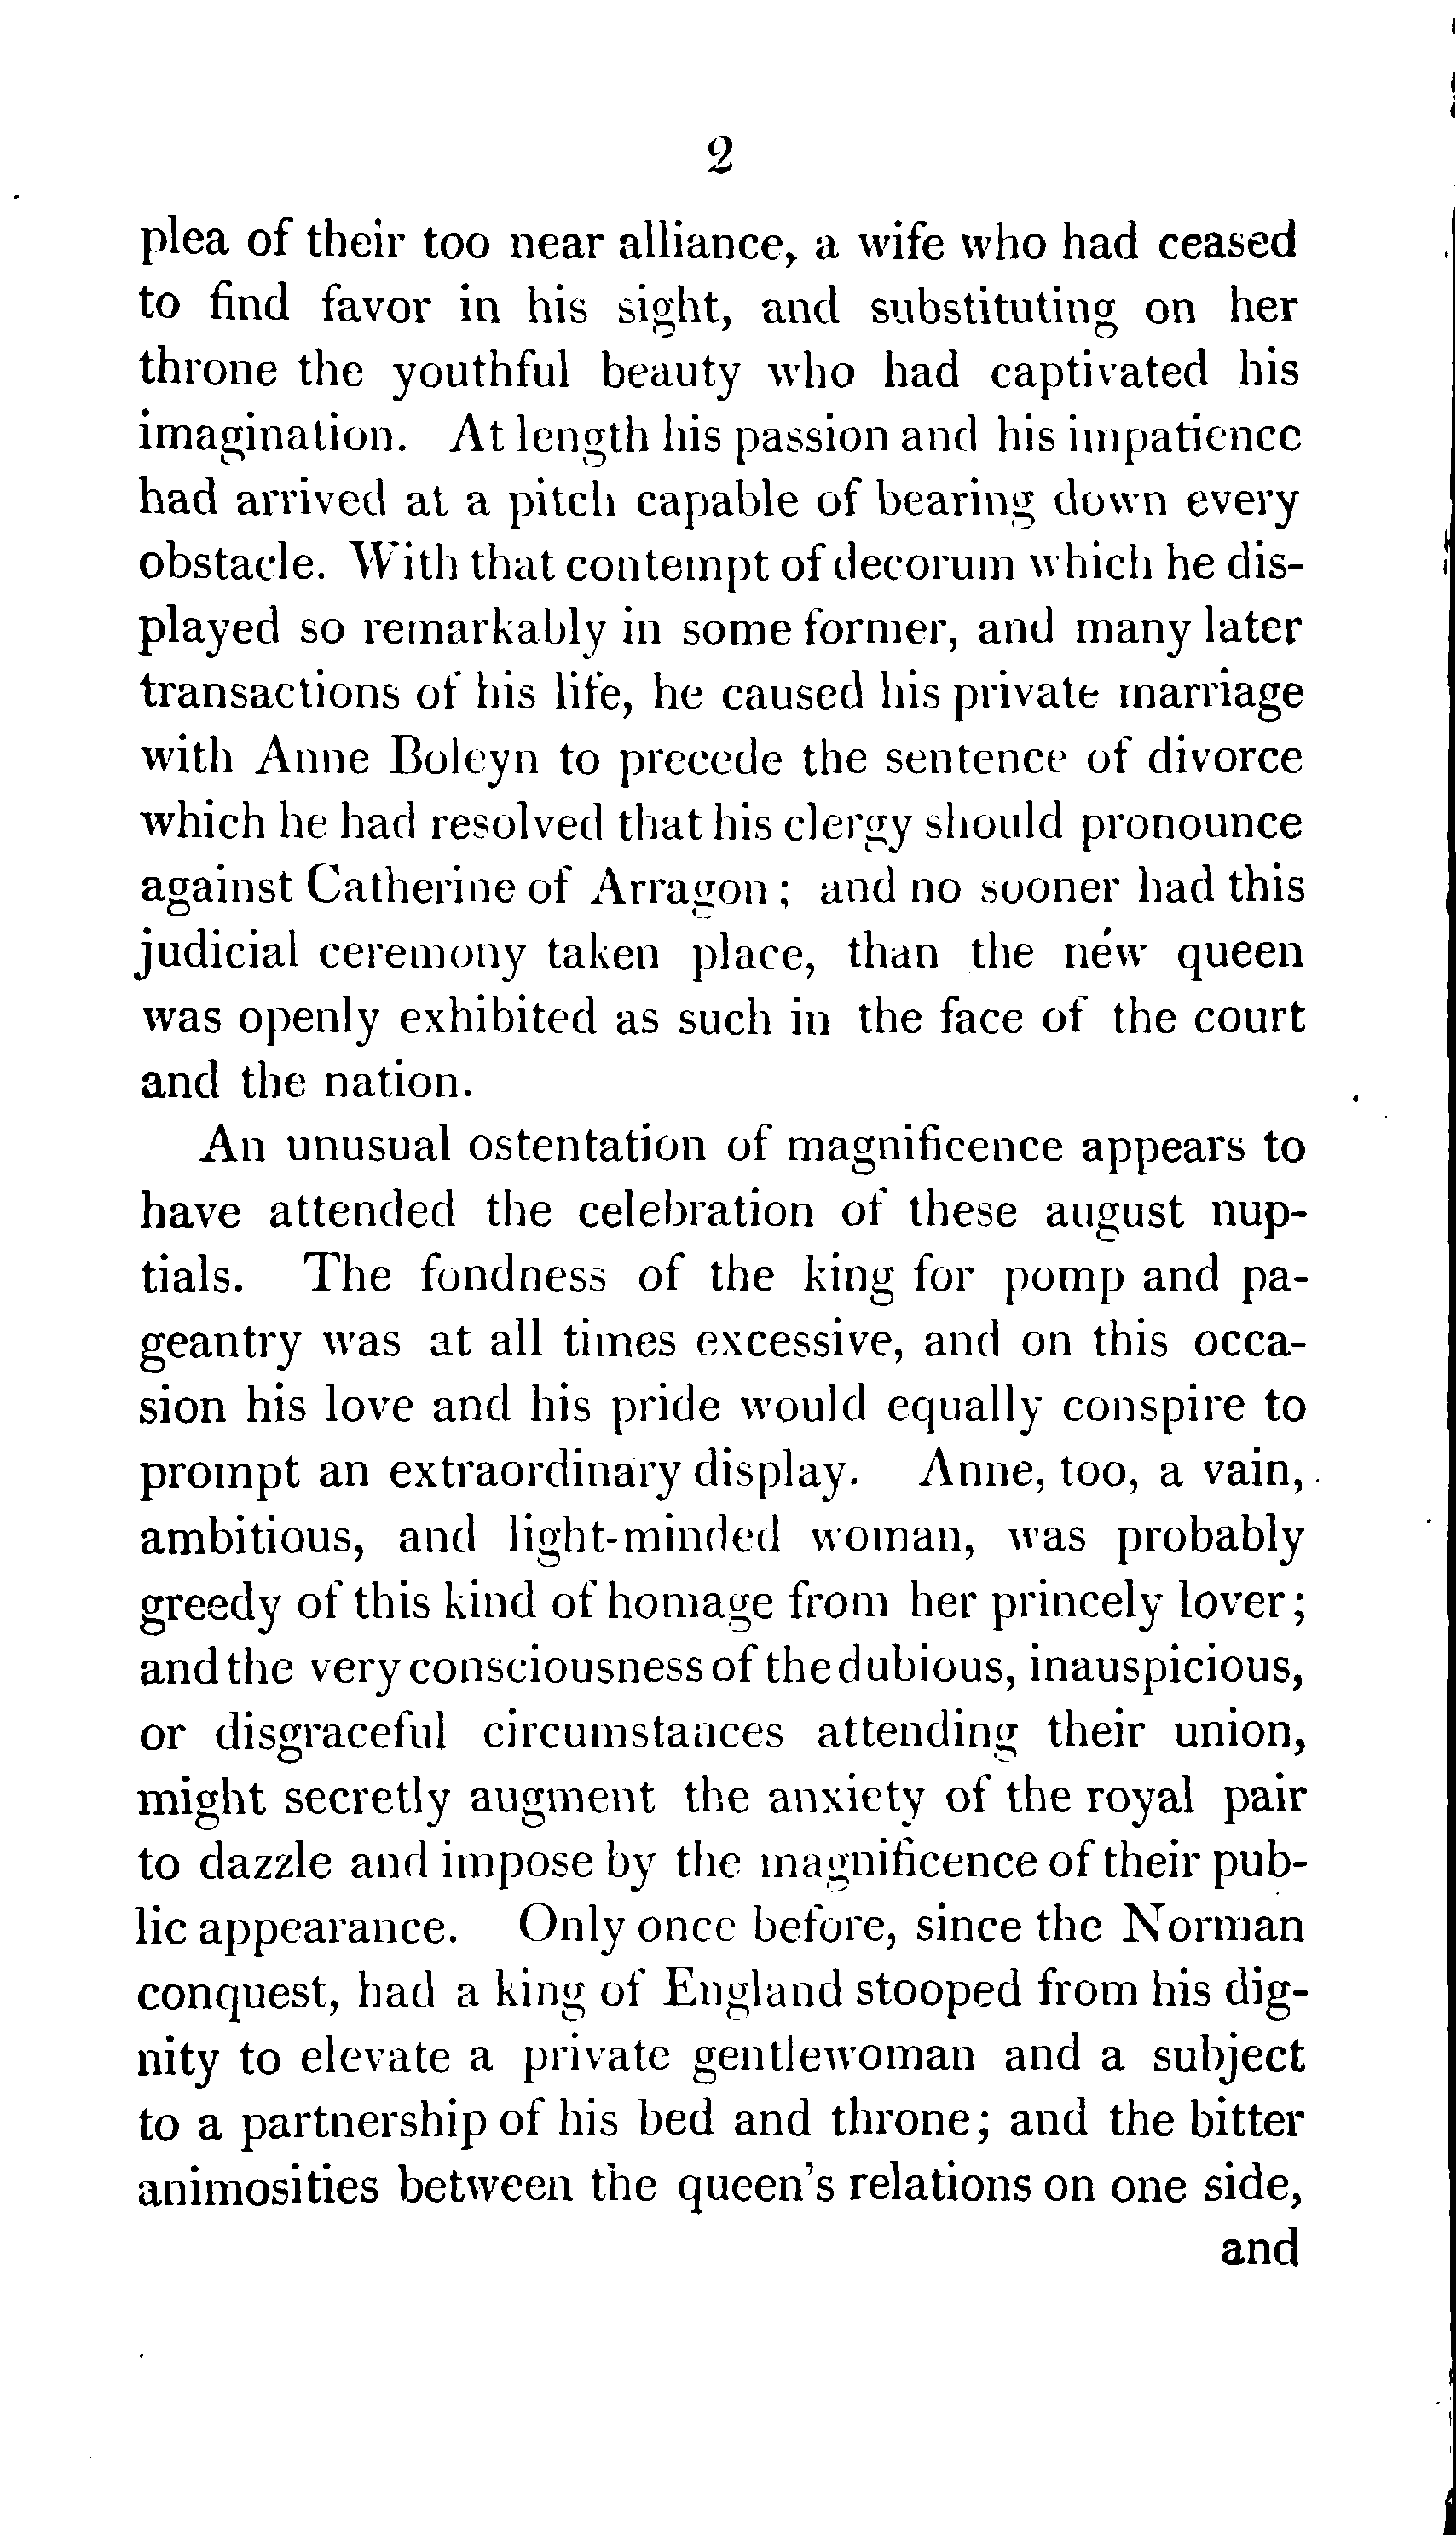 2
plea of their too near alliance, a wife who had ceased
to find favor in his sight, and substituting on her
throne the youthful beauty who had captivated his
imagination. At length his passion and his impatience
had arrived at a pitch capable of bearing down every
obstacle. With that contempt of decorum which he dis-
played so remarkably in some former, and many later
transactions of his life, he caused his private marriage
with Anne Boleyn to precede the sentence of divorce
which he had resolved that his clergy should pronounce
against Catherine of Arragon; and no sooner had this
judicial ceremony taken place, than the new queen
was openly exhibited as such in the face of the court
and the nation.
An unusual ostentation of magnificence appears to
have attended the celebration of these august nup-
tials. The fondness of the king for pomp and pa-
geantry was at all times excessive, and on this occa-
sion his love and his pride would equally conspire to
prompt an extraordinary display. Anne, too, a vain,
ambitious, and light-minded woman, was probably
greedy of this kind of homage from her princely lover;
and the very consciousness of the dubious, inauspicious,
or disgraceful circumstances attending their union,
might secretly augment the anxiety of the royal pair
to dazzle and impose by the magnificence of their pub-
lic appearance. Only once before, since the Norman
conquest, had a king of England stooped from his dig-
nity to elevate a private gentlewoman and a subject
to a partnership of his bed and throne; and the bitter
animosities between the queen's relations on one side,
and